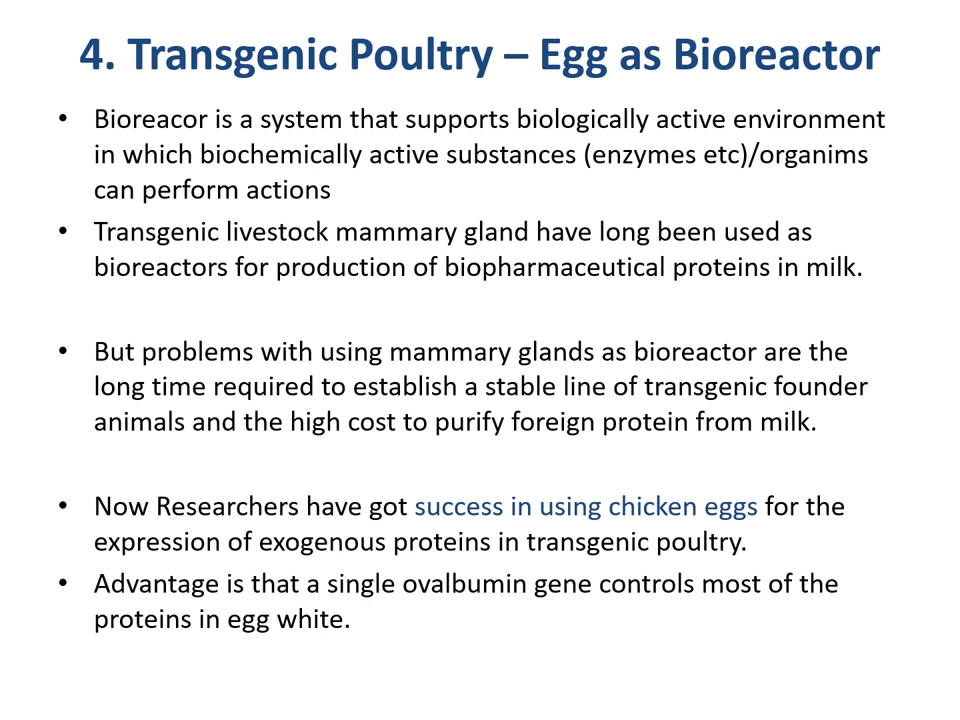 4. Transgenic Poultry – Egg as Bioreactor
• Bioreacor is a system that supports biologically active environment
in which biochemically active substances (enzymes etc)/organims
can perform actions
• Transgenic livestock mammary gland have long been used as
bioreactors for production of biopharmaceutical proteins in milk.
• But problems with using mammary glands as bioreactor are the
long time required to establish a stable line of transgenic founder
animals and the high cost to purify foreign protein from milk.
• Now Researchers have got success in using chicken eggs for the
expression of exogenous proteins in transgenic poultry.
• Advantage is that a single ovalbumin gene controls most of the
proteins in egg white.